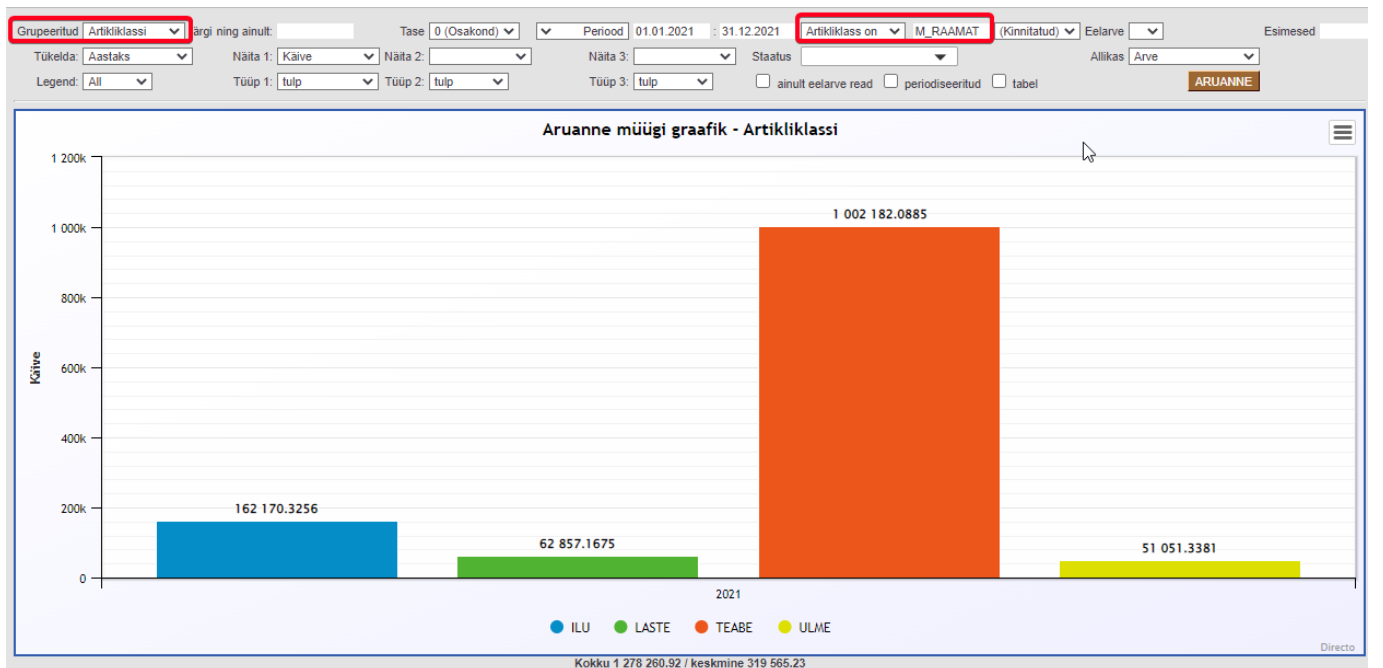 Grupeeritud Artikliklassi järgi ning ainult: Tase 0 (Osakond) Periood 01.01.2021 : 31.12.2021 Artikliklass on M_RAAMAT (Kinnitatud) Eelarve Esimesed
Tükelda: Aastaks Näita 1: Käive Näita 2: Näita 3: Staatus Allikas Arve
Legend: All Tüüp 1: tulp Tüüp 2: tulp Tüüp 3: tulp ainult eelarve read periodiseeritud tabel ARUANNE
Aruanne müügi graafik - Artikliklassi
1 200k
1 002 182.0885
1 000k
800k
Käive
600k
400k
200k
162 170.3256
62 857.1675
51 051.3381
0
2021
ILU LASTE TEABE ULME
Directo
Kokku 1 278 260.92 / keskmine 319 565.23